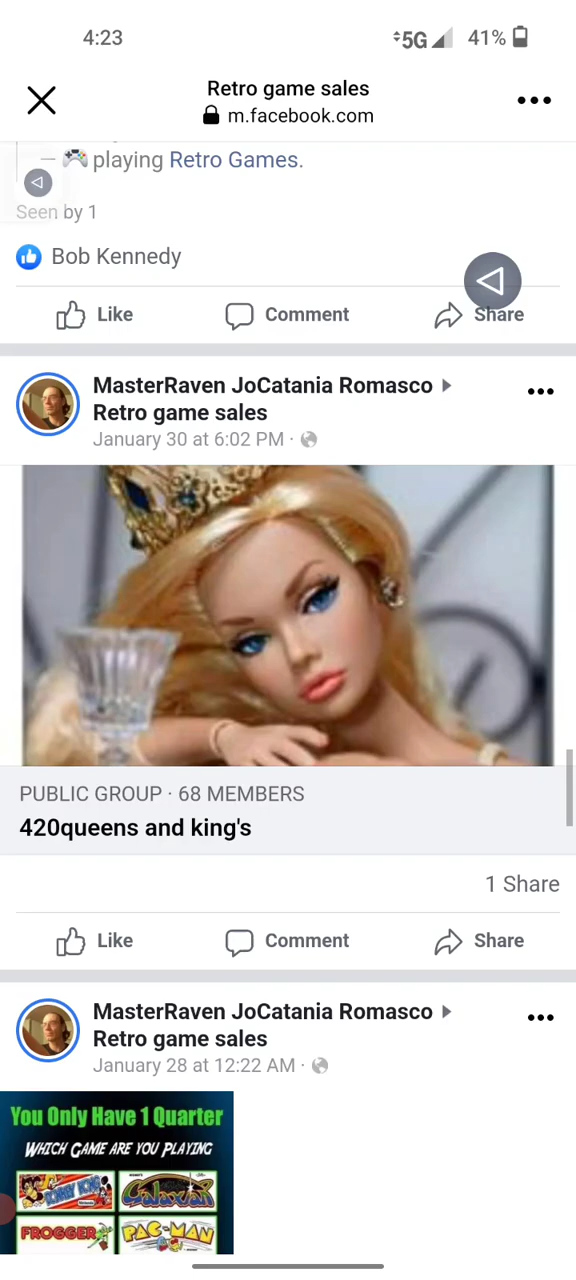 4:23 5G 41%
Retro game sales
m.facebook.com
playing Retro Games.
Seen by 1
Bob Kennedy
Like Comment Share
MasterRaven JoCatania Romasco
Retro game sales
January 30 at 6:02 PM ·
PUBLIC GROUP · 68 MEMBERS
420queens and king's
1 Share
Like Comment Share
MasterRaven JoCatania Romasco
Retro game sales
January 28 at 12:22 AM ·
You Only Have 1 Quarter
WHICH GAME ARE YOU PLAYING
DONKEY KONG GALAXIAN
FROGGER PAC-MAN